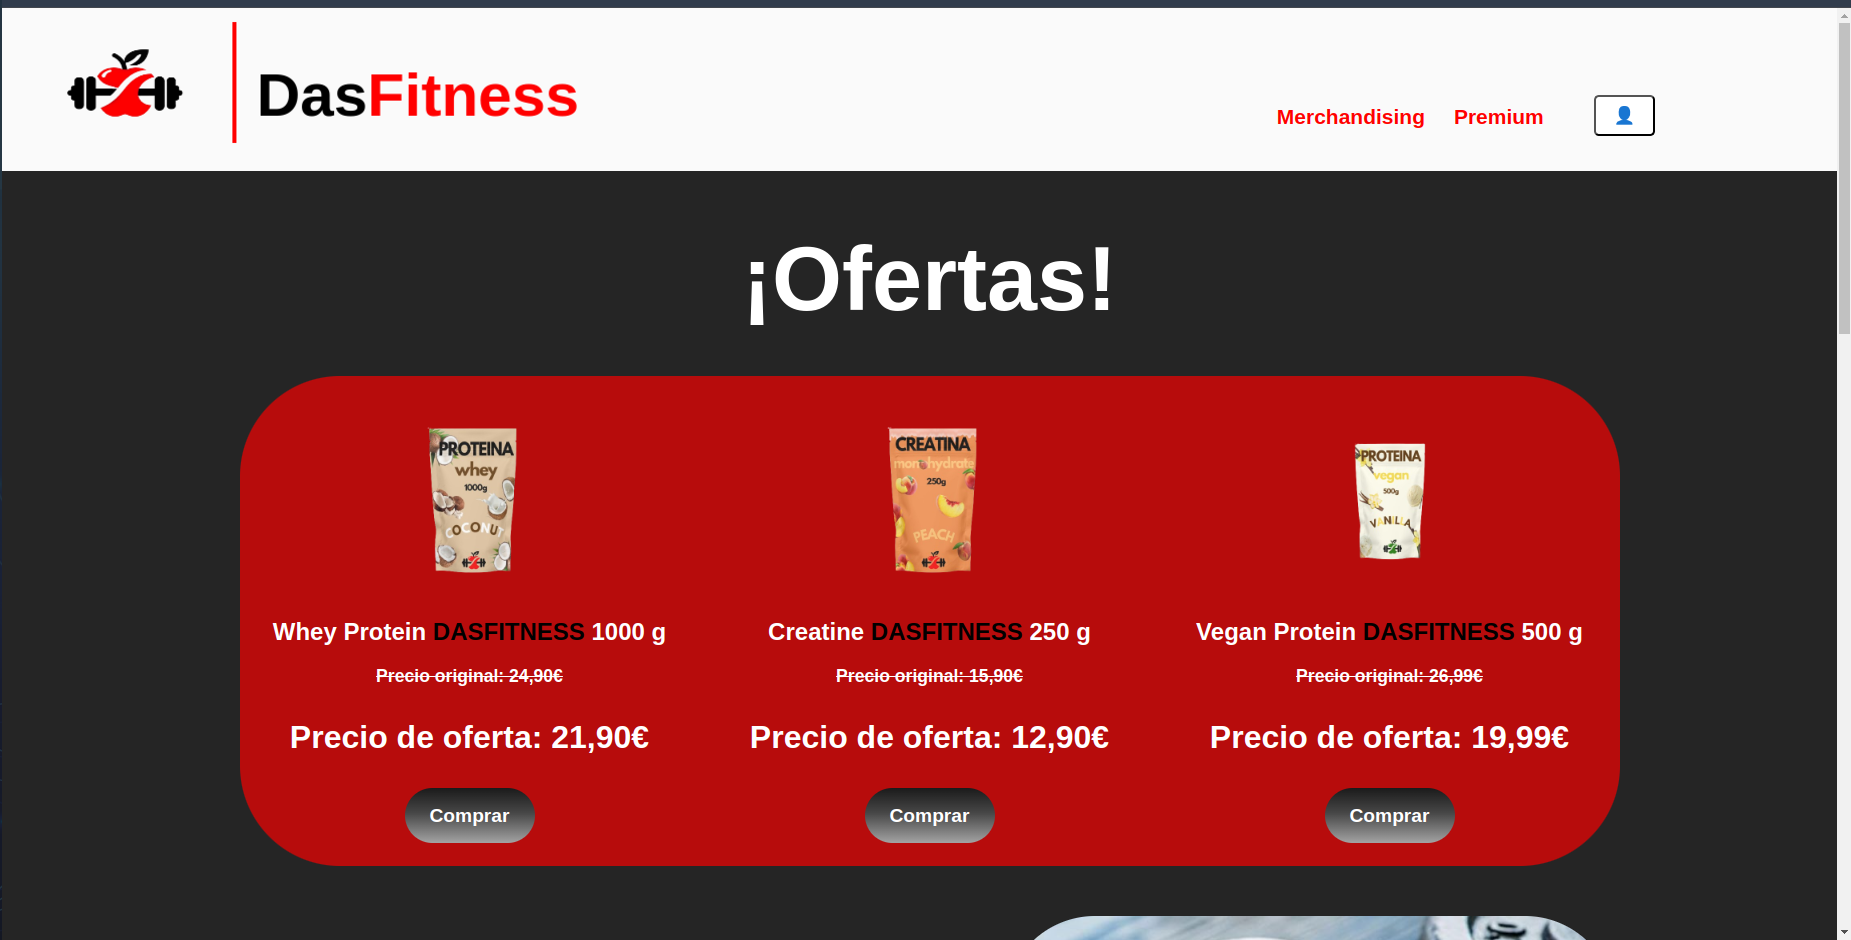 DasFitness
Merchandising Premium
¡Ofertas!
PROTEINA
whey
1000g
COCONUT
CREATINA
monohydrate
250g
PEACH
PROTEINA
vegan
500g
VANILLA
Whey Protein DASFITNESS 1000 g
Creatine DASFITNESS 250 g
Vegan Protein DASFITNESS 500 g
Precio original: 24,90€
Precio original: 15,90€
Precio original: 26,99€
Precio de oferta: 21,90€
Precio de oferta: 12,90€
Precio de oferta: 19,99€
Comprar
Comprar
Comprar